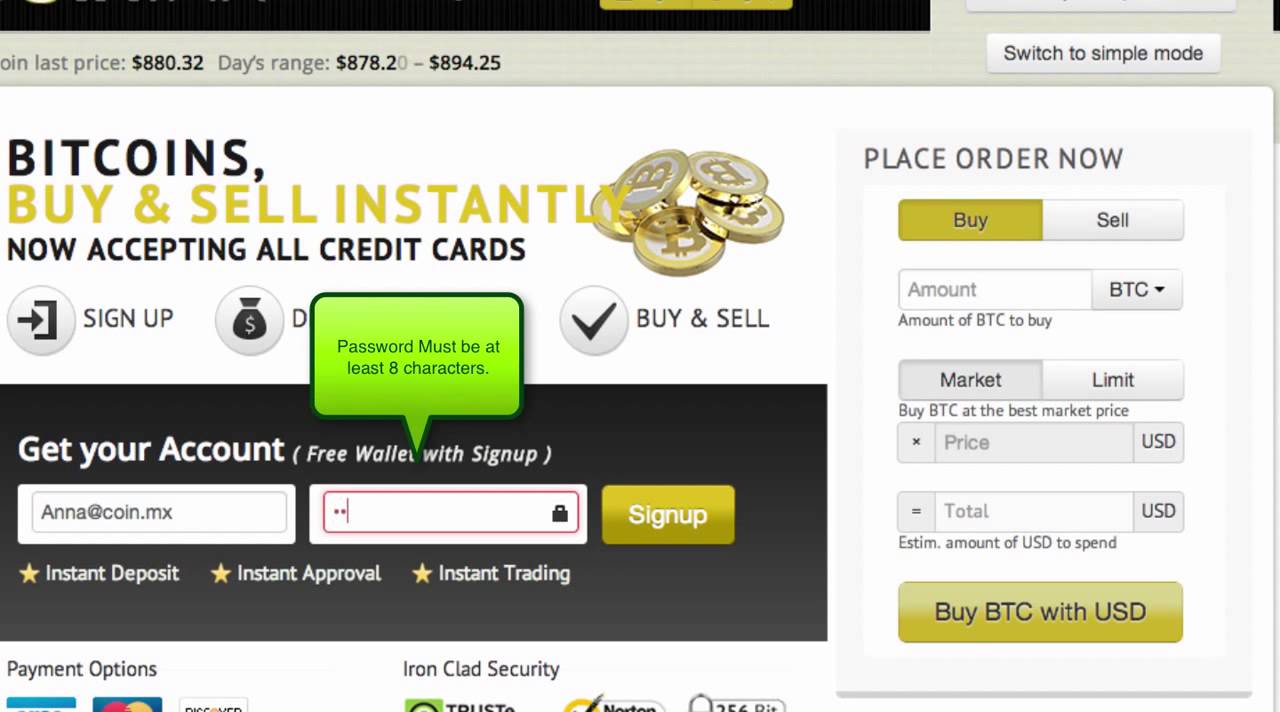 oin last price: $880.32 Day's range: $878.20 – $894.25
Switch to simple mode
BITCOINS,
BUY & SELL INSTANTLY
NOW ACCEPTING ALL CREDIT CARDS
SIGN UP
D
BUY & SELL
Password Must be at
least 8 characters.
Get your Account ( Free Wallet with Signup )
Anna@coin.mx
••
Signup
Instant Deposit
Instant Approval
Instant Trading
Payment Options
Iron Clad Security
DISCOVER
TRUSTe
Norton
256 Bit
PLACE ORDER NOW
Buy
Sell
Amount
BTC
Amount of BTC to buy
Market
Limit
Buy BTC at the best market price
× Price USD
= Total USD
Estim. amount of USD to spend
Buy BTC with USD